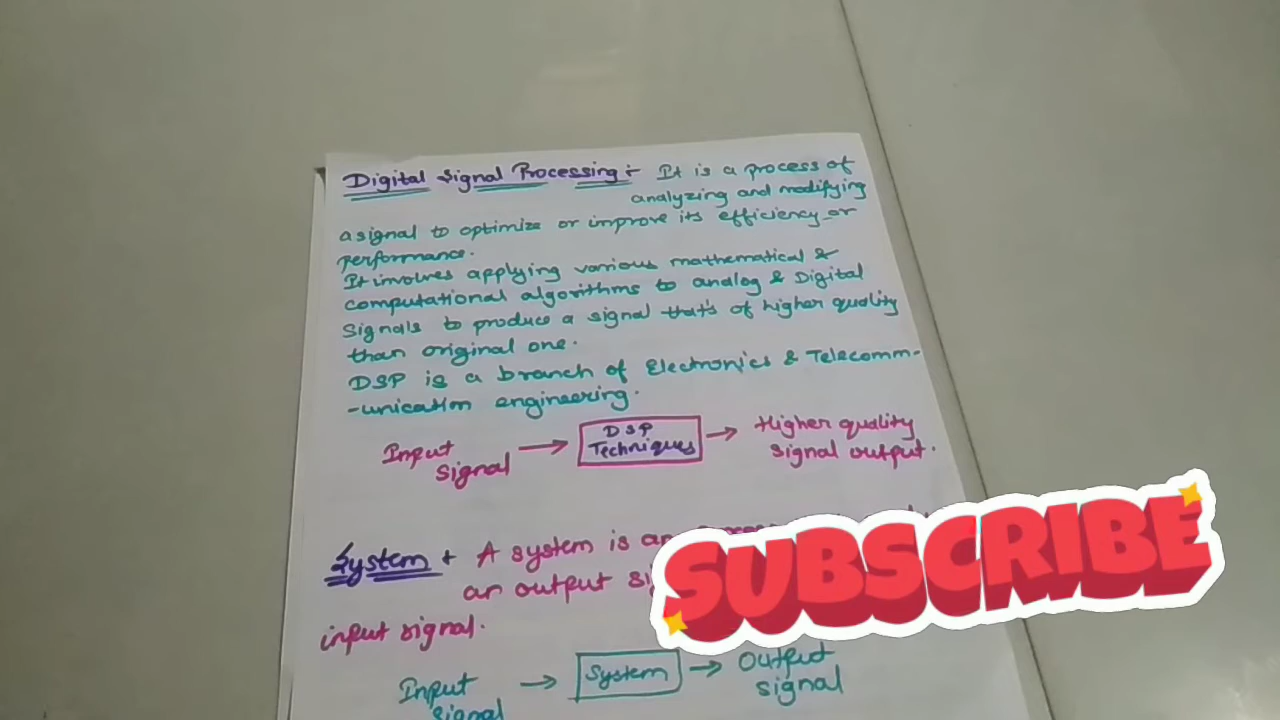 Digital Signal Processing :- It is a process of
analyzing and modifying
a signal to optimize or improve its efficiency or
performance.
It involves applying various mathematical &
computational algorithms to analog & Digital
Signals to produce a signal that's of higher quality
than original one.
DSP is a branch of Electronics & Telecomm-
-unication engineering.
Input
signal
DSP
Techniques
Higher quality
signal output.
System :- A system is any
an output
input signal.
SUBSCRIBE
Input
signal
System
Output
signal